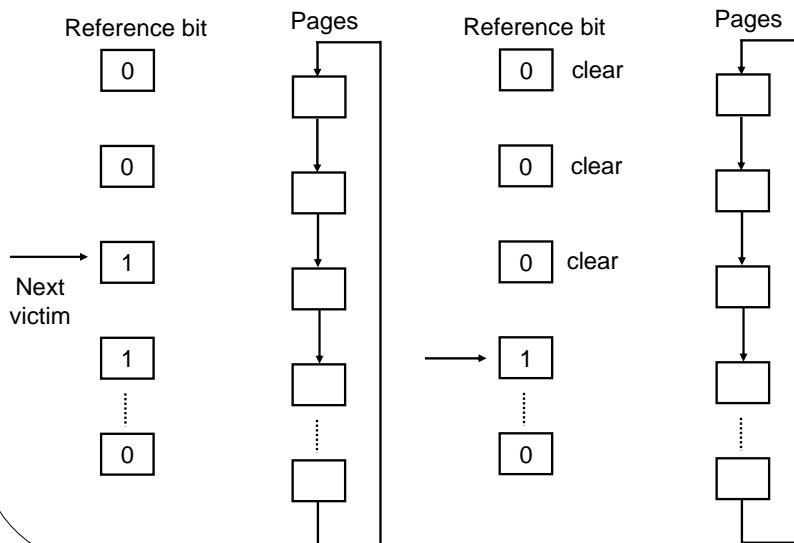 Reference bit Pages Reference bit Pages
0 0 clear
0 0 clear
1 0 clear
Next
victim
1 1
0 0